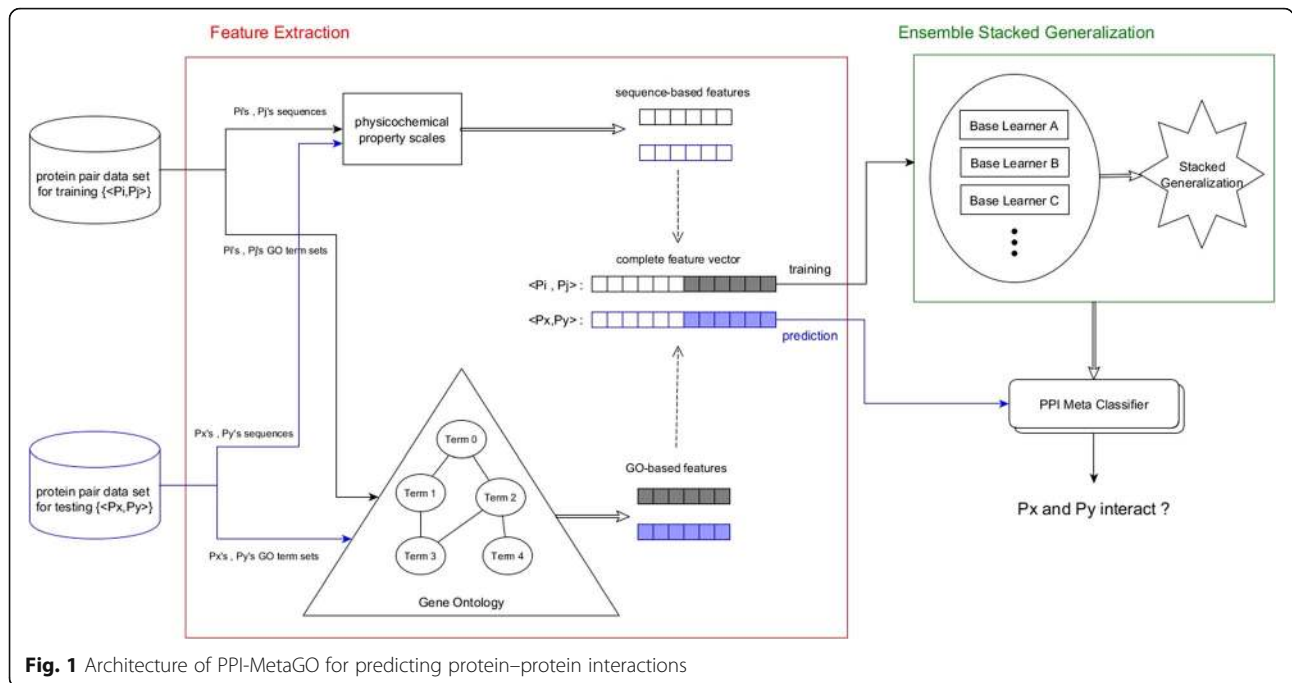 Feature Extraction
Ensemble Stacked Generalization
Pi's , Pj's sequences
physicochemical
property scales
sequence-based features
protein pair data set
for training {<Pi,Pj>}
Base Learner A
Base Learner B
Base Learner C
Stacked
Generalization
Pi's , Pj's GO term sets
complete feature vector
<Pi , Pj> :
training
<Px,Py> :
prediction
PPI Meta Classifier
Px's , Py's sequences
protein pair data set
for testing {<Px,Py>}
Px's , Py's GO term sets
Term 0
Term 1
Term 2
Term 3
Term 4
Gene Ontology
GO-based features
Px and Py interact ?
Fig. 1 Architecture of PPI-MetaGO for predicting protein–protein interactions